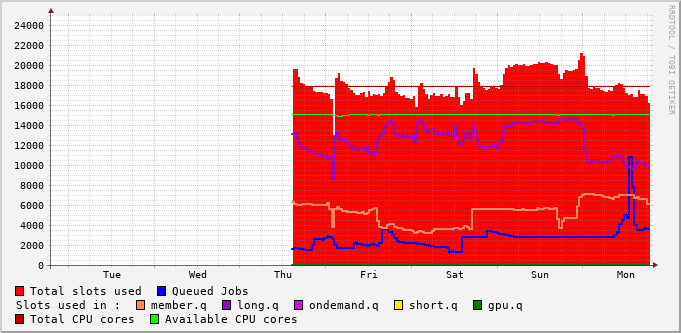 24000
22000
20000
18000
16000
14000
12000
10000
8000
6000
4000
2000
0
Tue Wed Thu Fri Sat Sun Mon
RRDTOOL / TOBI OETIKER
Total slots used Queued Jobs
Slots used in : member.q long.q ondemand.q short.q gpu.q
Total CPU cores Available CPU cores